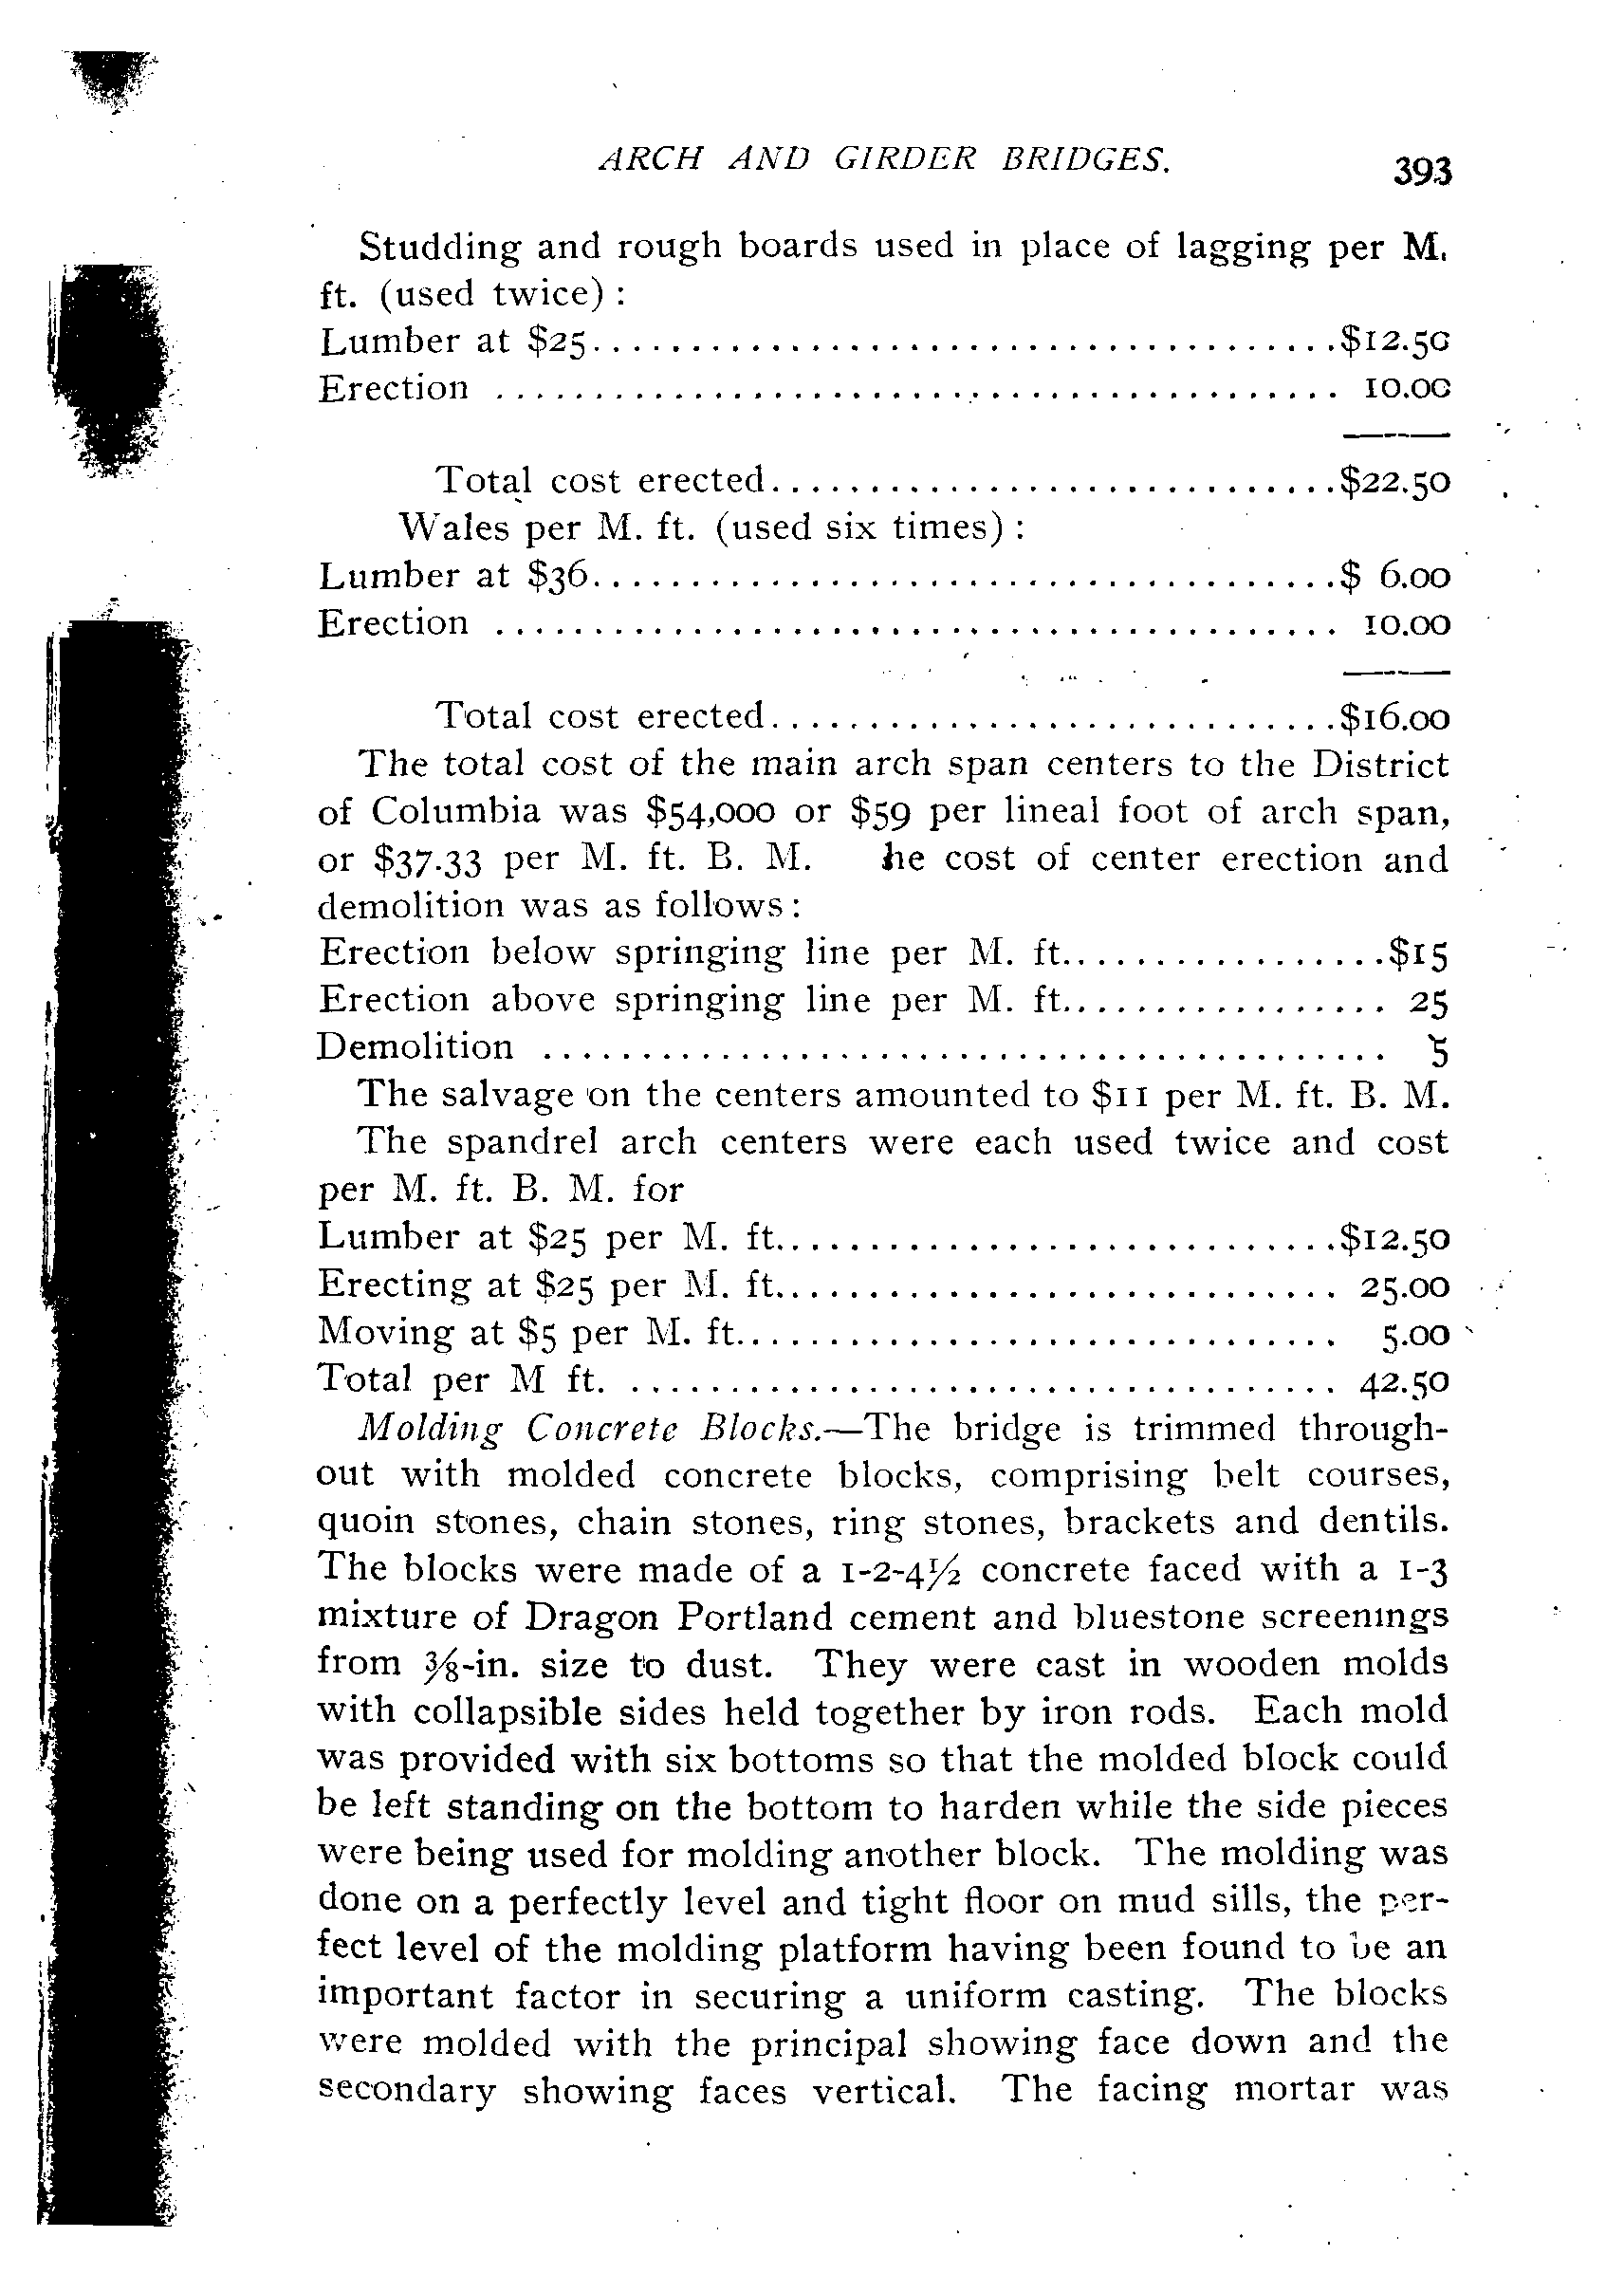 ARCH AND GIRDER BRIDGES.
393
Studding and rough boards used in place of lagging per M.
ft. (used twice) :
Lumber at $25......................................$12.50
Erection ........................................... 10.00
Total cost erected.............................$22.50
Wales per M. ft. (used six times) :
Lumber at $36......................................$ 6.00
Erection ........................................... 10.00
Total cost erected.............................$16.00
The total cost of the main arch span centers to the District
of Columbia was $54,000 or $59 per lineal foot of arch span,
or $37.33 per M. ft. B. M. he cost of center erection and
demolition was as follows :
Erection below springing line per M. ft.................$15
Erection above springing line per M. ft................. 25
Demolition ........................................... 5
The salvage on the centers amounted to $11 per M. ft. B. M.
The spandrel arch centers were each used twice and cost
per M. ft. B. M. for
Lumber at $25 per M. ft.............................$12.50
Erecting at $25 per M. ft............................. 25.00
Moving at $5 per M. ft............................... 5.00
Total per M ft. .................................... 42.50
Molding Concrete Blocks.—The bridge is trimmed through-
out with molded concrete blocks, comprising belt courses,
quoin stones, chain stones, ring stones, brackets and dentils.
The blocks were made of a 1-2-4½ concrete faced with a 1-3
mixture of Dragon Portland cement and bluestone screenings
from ⅜-in. size to dust. They were cast in wooden molds
with collapsible sides held together by iron rods. Each mold
was provided with six bottoms so that the molded block could
be left standing on the bottom to harden while the side pieces
were being used for molding another block. The molding was
done on a perfectly level and tight floor on mud sills, the per-
fect level of the molding platform having been found to be an
important factor in securing a uniform casting. The blocks
were molded with the principal showing face down and the
secondary showing faces vertical. The facing mortar was